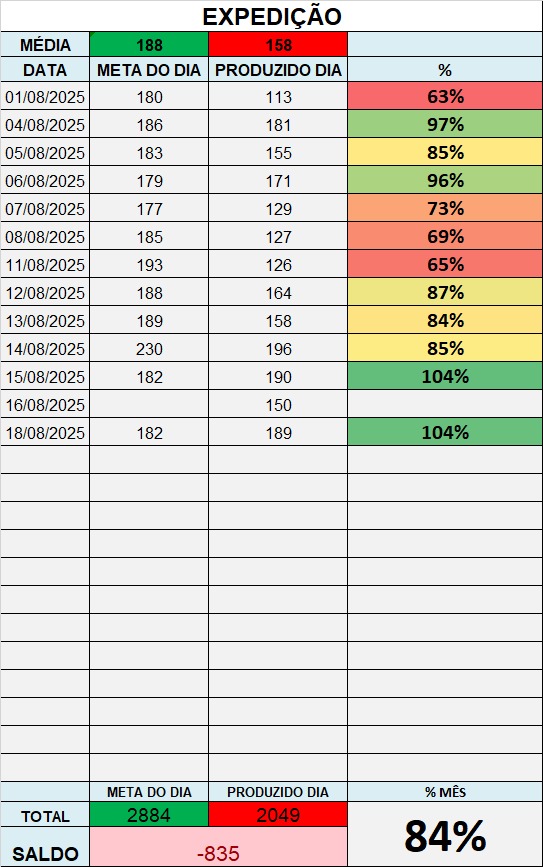 EXPEDIÇÃO
MÉDIA 188 158
DATA META DO DIA PRODUZIDO DIA %
01/08/2025 180 113 63%
04/08/2025 186 181 97%
05/08/2025 183 155 85%
06/08/2025 179 171 96%
07/08/2025 177 129 73%
08/08/2025 185 127 69%
11/08/2025 193 126 65%
12/08/2025 188 164 87%
13/08/2025 189 158 84%
14/08/2025 230 196 85%
15/08/2025 182 190 104%
16/08/2025 150
18/08/2025 182 189 104%
META DO DIA PRODUZIDO DIA % MÊS
TOTAL 2884 2049 84%
SALDO -835